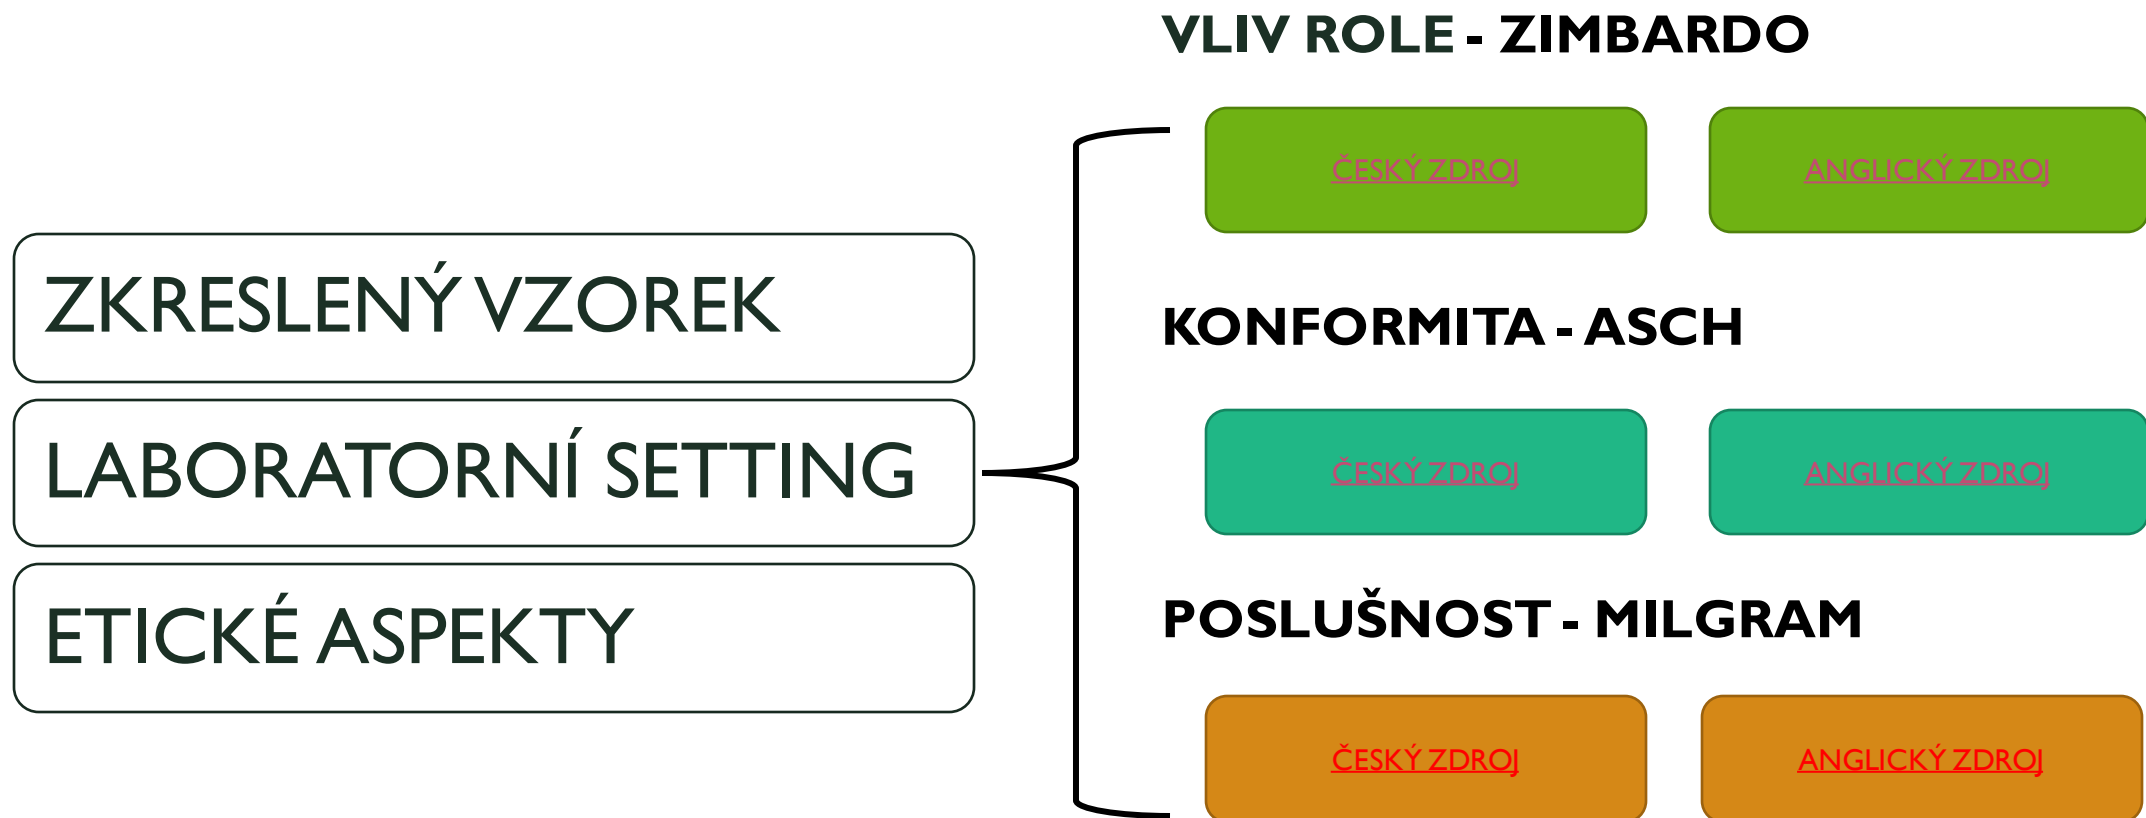 ZKRESLENÝ VZOREK
LABORATORNÍ SETTING
ETICKÉ ASPEKTY
VLIV ROLE - ZIMBARDO
ČESKÝ ZDROJ
ANGLICKÝ ZDROJ
KONFORMITA - ASCH
ČESKÝ ZDROJ
ANGLICKÝ ZDROJ
POSLUŠNOST - MILGRAM
ČESKÝ ZDROJ
ANGLICKÝ ZDROJ